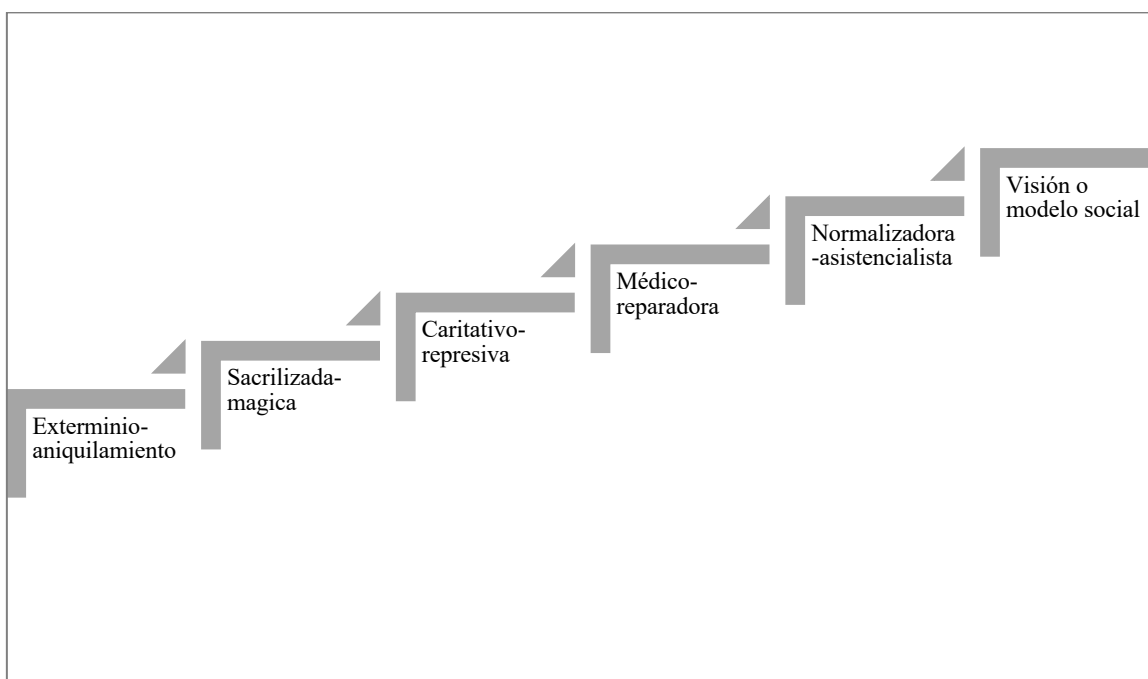 Exterminio-
aniquilamiento
Sacrilizada-
magica
Caritativo-
represiva
Médico-
reparadora
Normalizadora
-asistencialista
Visión o
modelo social